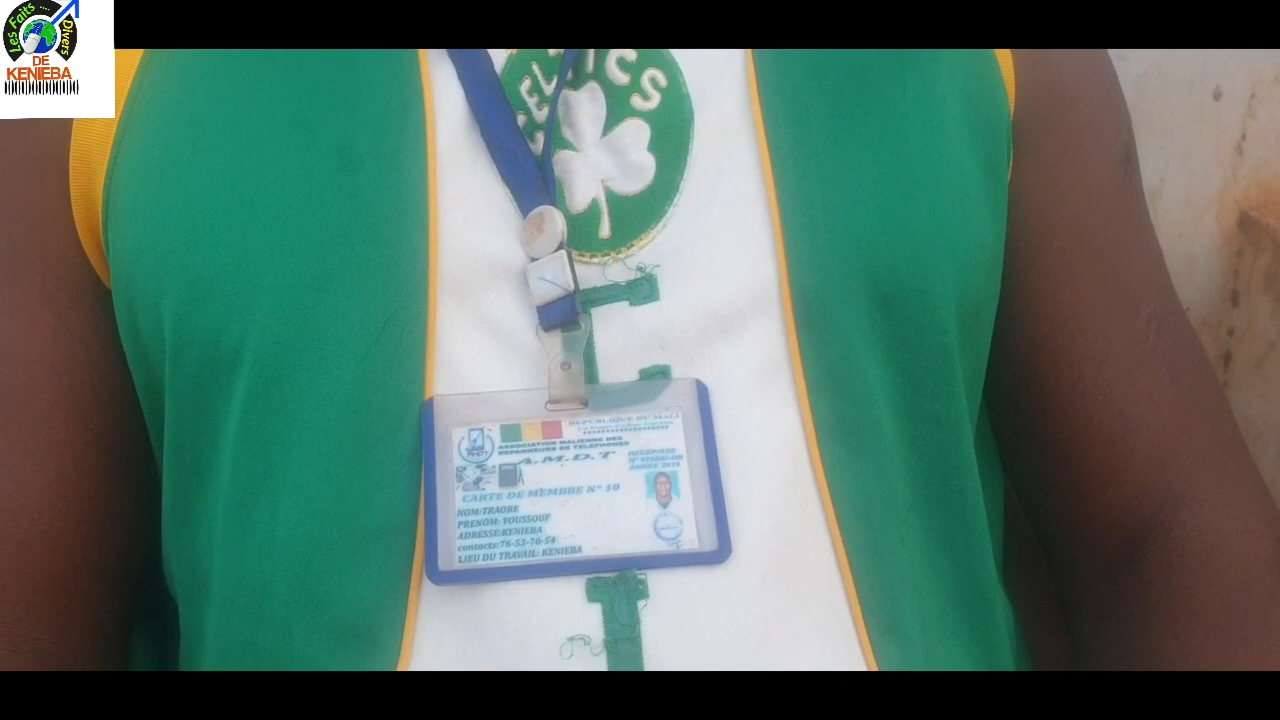 Les Faits .... Divers
DE
KENIEBA
CELTICS
REPUBLIQUE DU MALI
ASSOCIATION MALIENNE DES
DEPANNEURS DE TELEPHONES
A.M.D.T
RECEPISSE
ANNEE 2019
CARTE DE MEMBRE N° 10
NOM:TRAORE
PRENOM: YOUSSOUF
ADRESSE:KENIEBA
contacts:76-53-70-54
LIEU DU TRAVAIL: KENIEBA